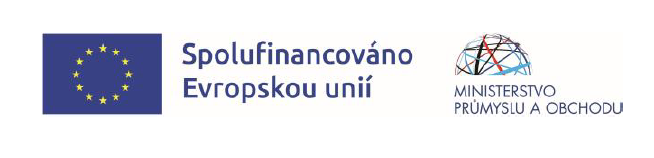 Spolufinancováno
Evropskou unií
MINISTERSTVO
PRŮMYSLU A OBCHODU